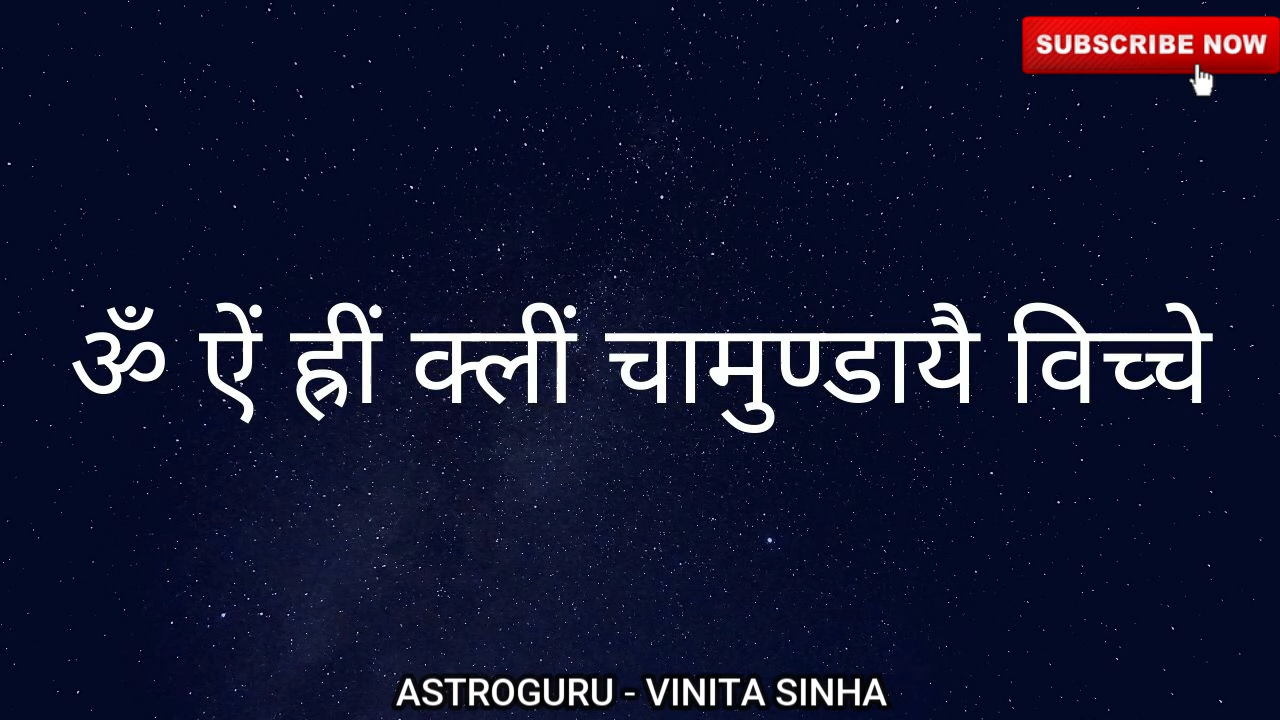 SUBSCRIBE NOW
ॐ ऐं ह्रीं क्लीं चामुण्डायै विच्चे
ASTROGURU - VINITA SINHA